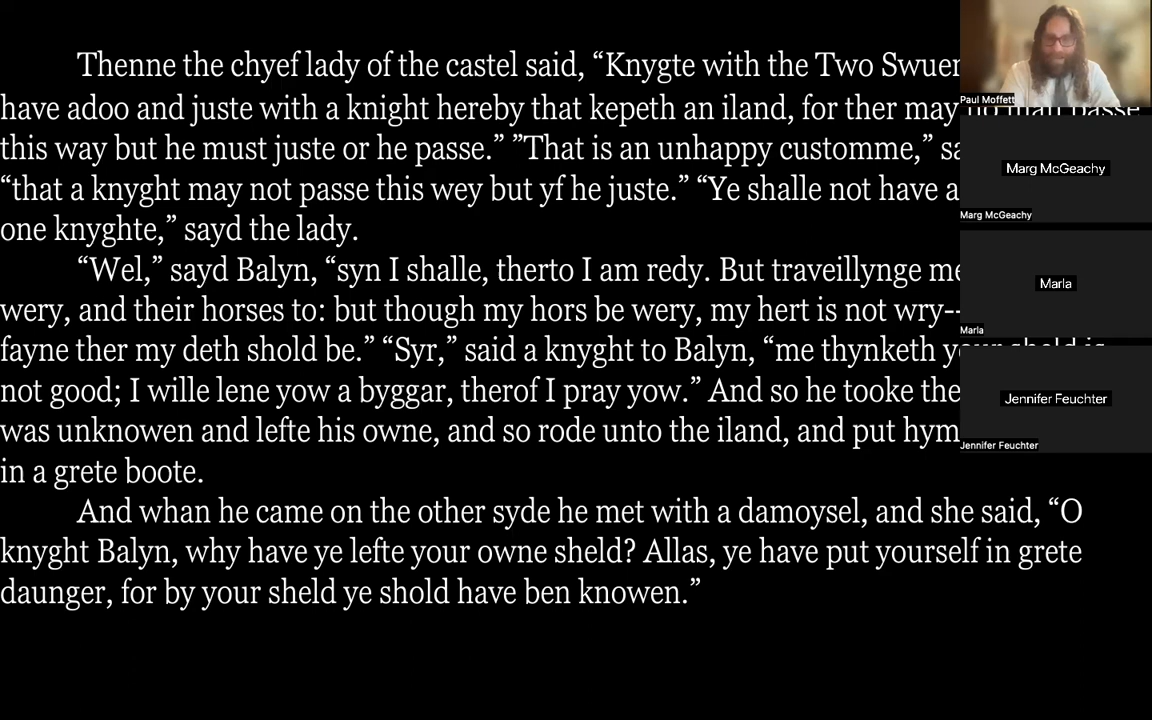 Thenne the chyef lady of the castel said, “Knygte with the Two Swuer
have adoo and juste with a knight hereby that kepeth an iland, for ther may no man passe
this way but he must juste or he passe.” ”That is an unhappy custome,” sa
“that a knyght may not passe this wey but yf he juste.” “Ye shalle not have a
one knyghte,” sayd the lady.
“Wel,” sayd Balyn, “syn I shalle, therto I am redy. But traveillynge me
wery, and their horses to: but though my hors be wery, my hert is not wry--
fayne ther my deth shold be.” “Syr,” said a knyght to Balyn, “me thynketh your sheld is
not good; I wille lene yow a byggar, therof I pray yow.” And so he tooke the
was unknowen and lefte his owne, and so rode unto the iland, and put hym
in a grete boote.
And whan he came on the other syde he met with a damoysel, and she said, “O
knyght Balyn, why have ye lefte your owne sheld? Allas, ye have put yourself in grete
daunger, for by your sheld ye shold have ben knowen.”
Paul Moffett
Marg McGeachy
Marg McGeachy
Marla
Marla
Jennifer Feuchter
Jennifer Feuchter